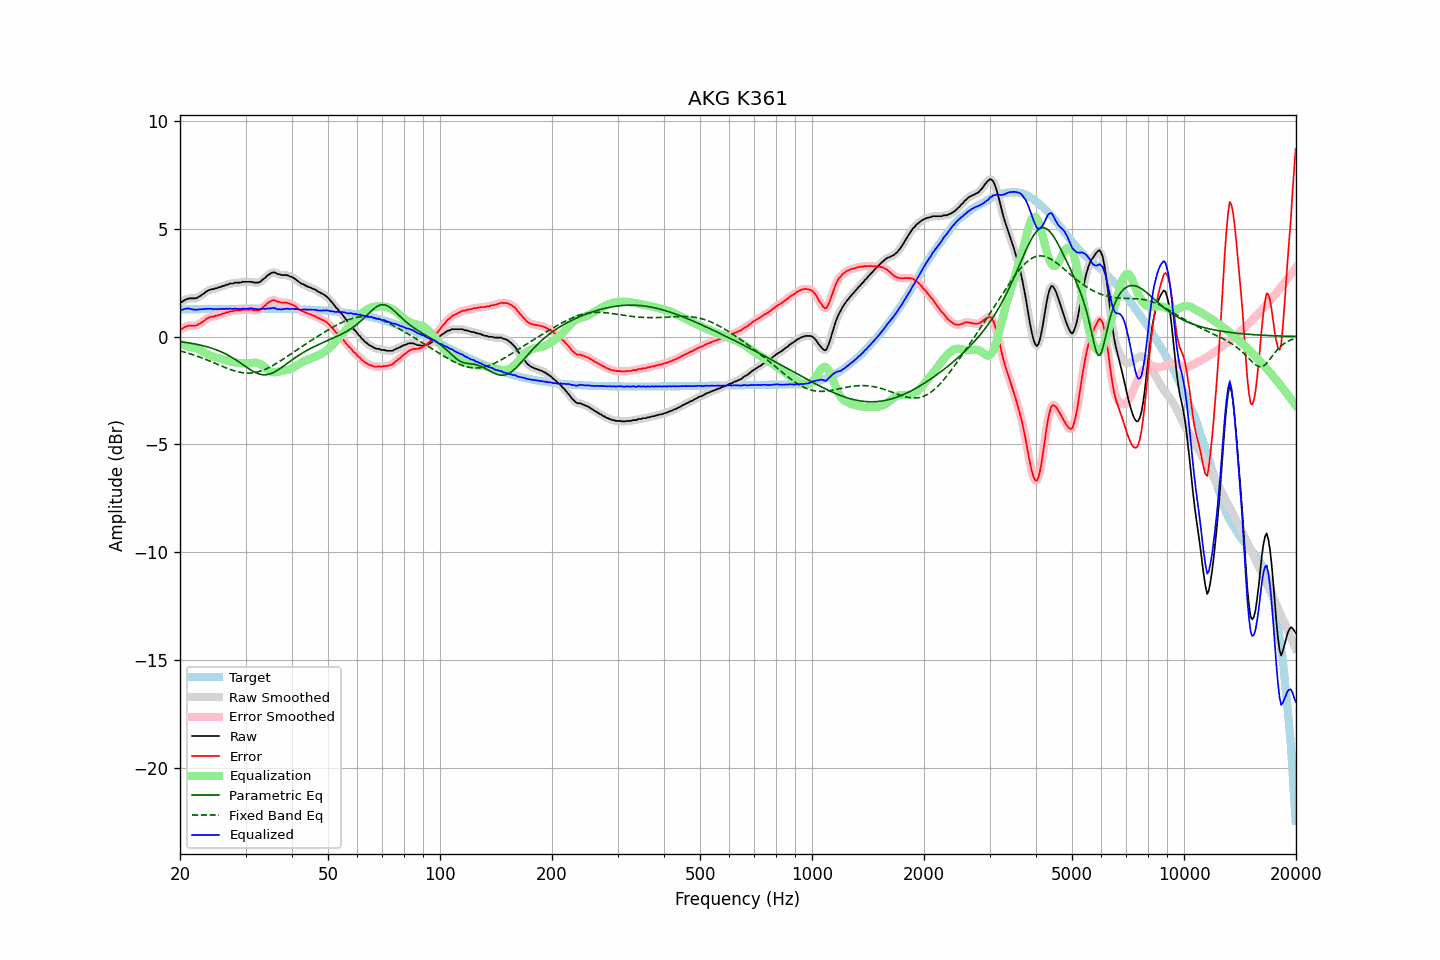 AKG K361
10
5
0
−5
−10
−15
−20
Amplitude (dBr)
Target
Raw Smoothed
Error Smoothed
Raw
Error
Equalization
Parametric Eq
Fixed Band Eq
Equalized
20 50 100 200 500 1000 2000 5000 10000 20000
Frequency (Hz)